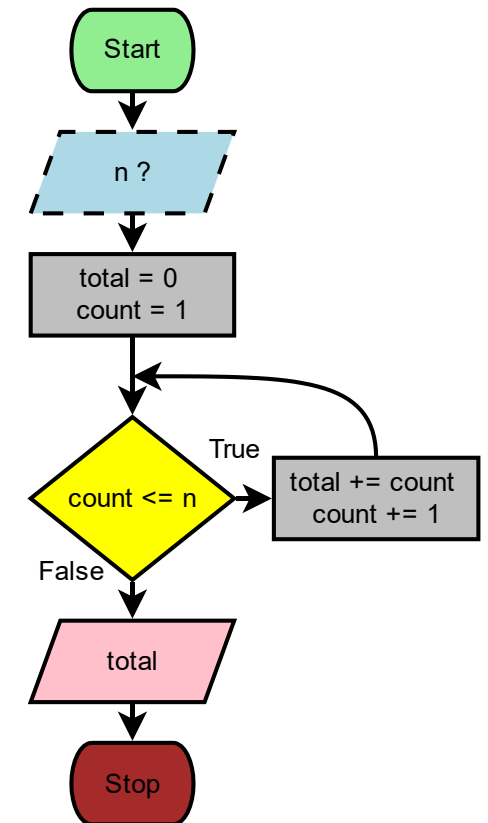 Start
n ?
total = 0
count = 1
count <= n
True
total += count
count += 1
False
total
Stop